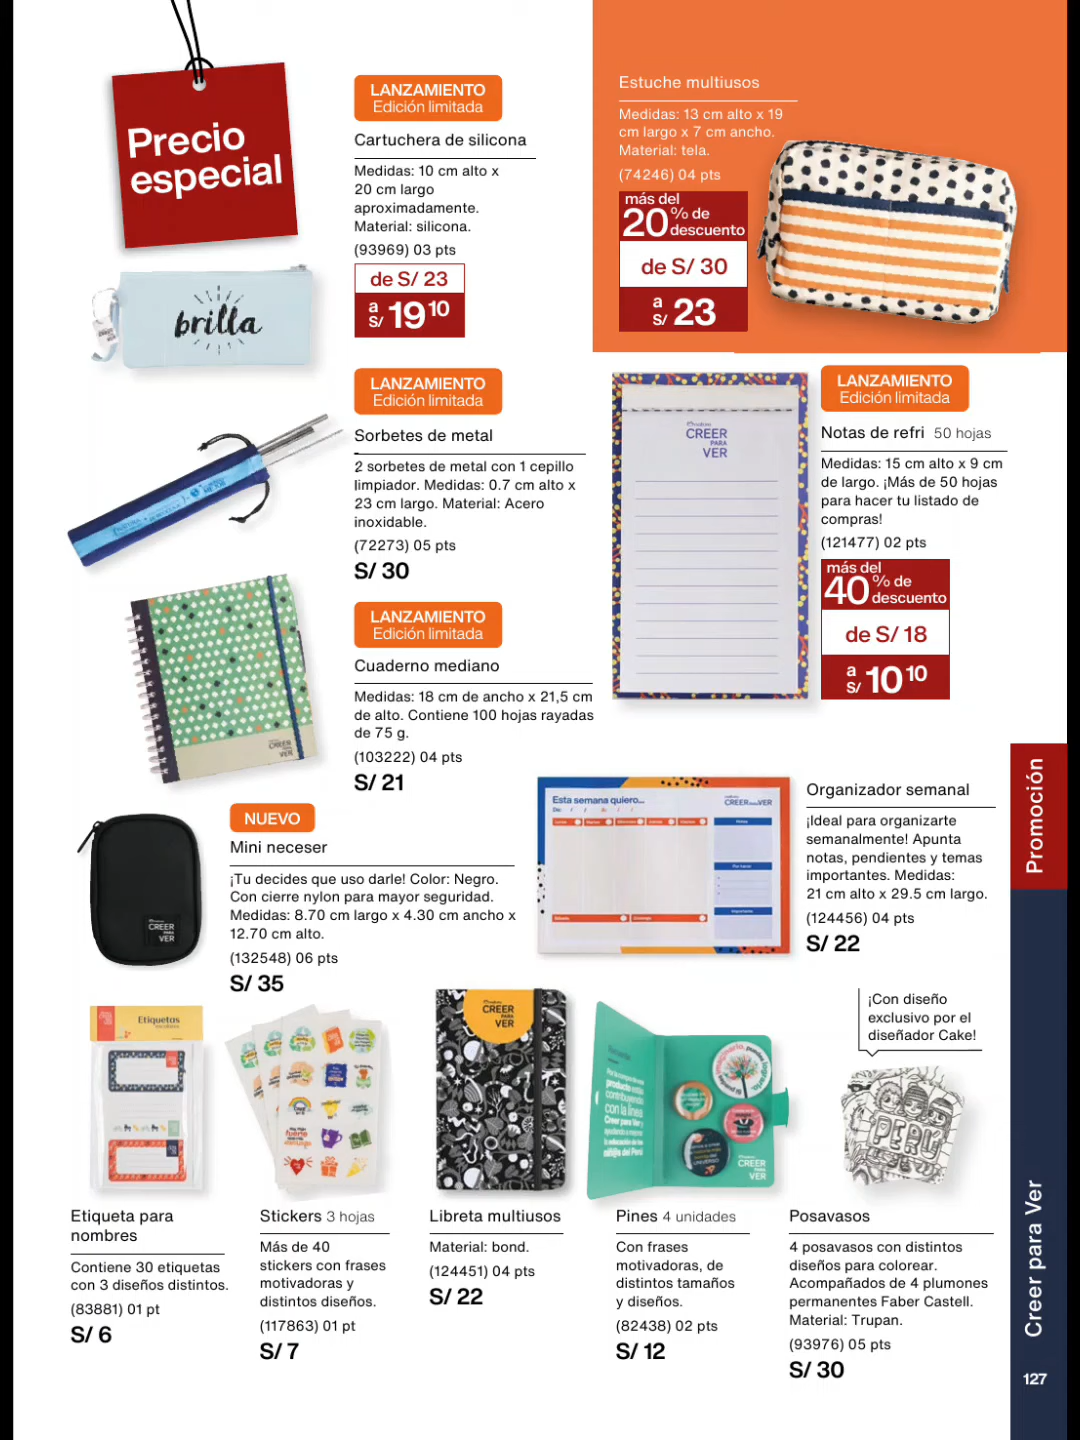 Precio
especial
LANZAMIENTO
Edición limitada
Cartuchera de silicona
Medidas: 10 cm alto x
20 cm largo
aproximadamente.
Material: silicona.
(93969) 03 pts
de S/ 23
a S/ 19 10
brilla
Estuche multiusos
Medidas: 13 cm alto x 19
cm largo x 7 cm ancho.
Material: tela.
(74246) 04 pts
más del
20% de descuento
de S/ 30
a S/ 23
LANZAMIENTO
Edición limitada
Sorbetes de metal
2 sorbetes de metal con 1 cepillo
limpiador. Medidas: 0.7 cm alto x
23 cm largo. Material: Acero
inoxidable.
(72273) 05 pts
S/ 30
CREER
PARA
VER
LANZAMIENTO
Edición limitada
Notas de refri 50 hojas
Medidas: 15 cm alto x 9 cm
de largo. ¡Más de 50 hojas
para hacer tu listado de
compras!
(121477) 02 pts
más del
40% de descuento
de S/ 18
a S/ 10 10
LANZAMIENTO
Edición limitada
Cuaderno mediano
Medidas: 18 cm de ancho x 21,5 cm
de alto. Contiene 100 hojas rayadas
de 75 g.
(103222) 04 pts
S/ 21
CREER
PARA
VER
NUEVO
Mini neceser
¡Tu decides que uso darle! Color: Negro.
Con cierre nylon para mayor seguridad.
Medidas: 8.70 cm largo x 4.30 cm ancho x
12.70 cm alto.
(132548) 06 pts
S/ 35
CREER
PARA
VER
Esta semana quiero...
CREER PARA VER
Organizador semanal
¡Ideal para organizarte
semanalmente! Apunta
notas, pendientes y temas
importantes. Medidas:
21 cm alto x 29.5 cm largo.
(124456) 04 pts
S/ 22
Promoción
Etiquetas
Etiqueta para
nombres
Contiene 30 etiquetas
con 3 diseños distintos.
(83881) 01 pt
S/ 6
Stickers 3 hojas
Más de 40
stickers con frases
motivadoras y
distintos diseños.
(117863) 01 pt
S/ 7
CREER
PARA
VER
Libreta multiusos
Material: bond.
(124451) 04 pts
S/ 22
CREER
PARA
VER
Pines 4 unidades
Con frases
motivadoras, de
distintos tamaños
y diseños.
(82438) 02 pts
S/ 12
¡Con diseño
exclusivo por el
diseñador Cake!
PERÚ
Posavasos
4 posavasos con distintos
diseños para colorear.
Acompañados de 4 plumones
permanentes Faber Castell.
Material: Trupan.
(93976) 05 pts
S/ 30
Creer para Ver
127